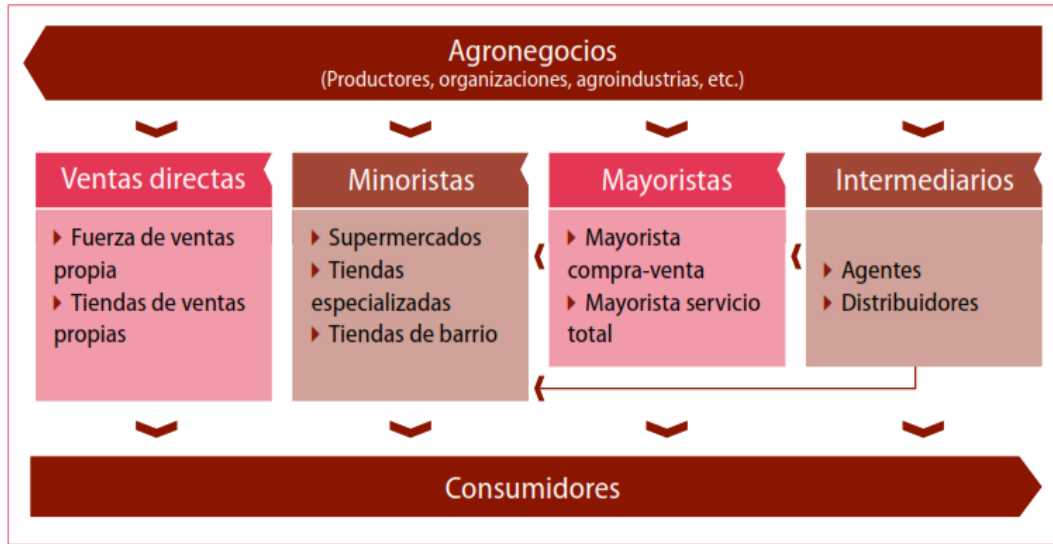 Agronegocios
(Productores, organizaciones, agroindustrias, etc.)
Ventas directas
Fuerza de ventas
propia
Tiendas de ventas
propias
Minoristas
Supermercados
Tiendas
especializadas
Tiendas de barrio
Mayoristas
Mayorista
compra-venta
Mayorista servicio
total
Intermediarios
Agentes
Distribuidores
Consumidores